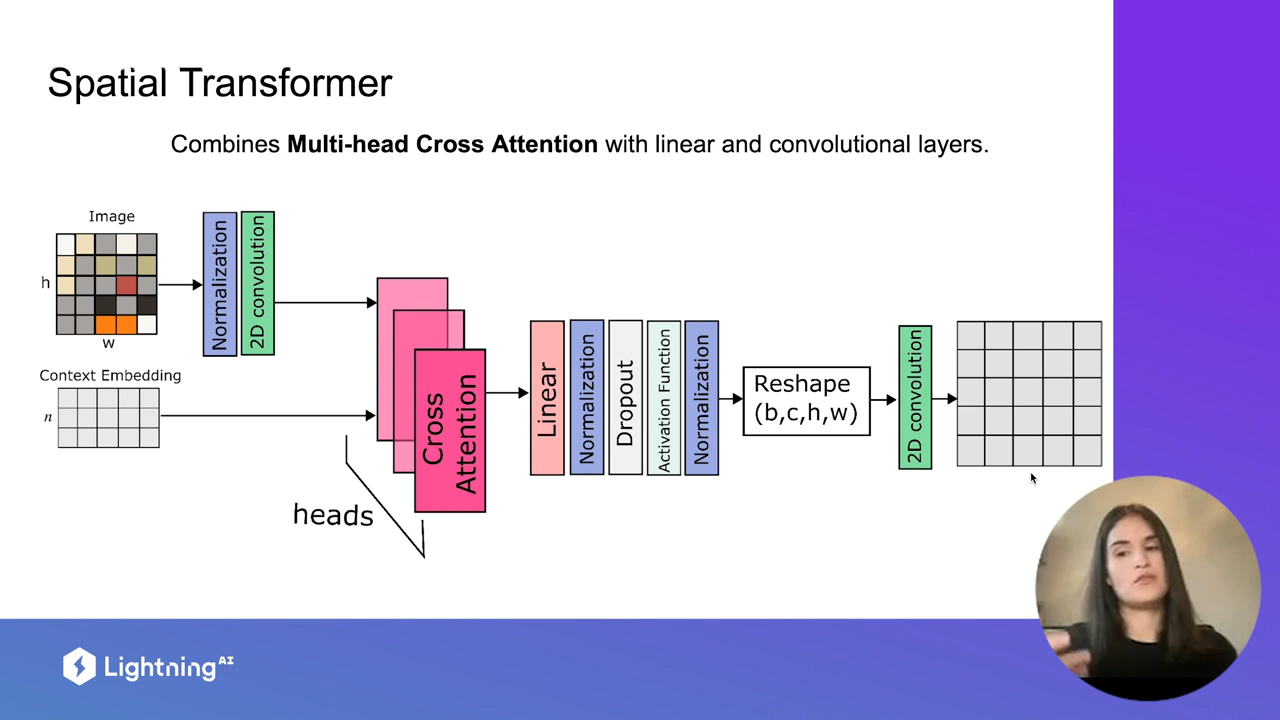 Spatial Transformer
Combines Multi-head Cross Attention with linear and convolutional layers.
Image
h
w
Normalization
2D convolution
Context Embedding
n
heads
Cross
Attention
Linear
Normalization
Dropout
Activation Function
Normalization
Reshape
(b,c,h,w)
2D convolution
Lightning AI